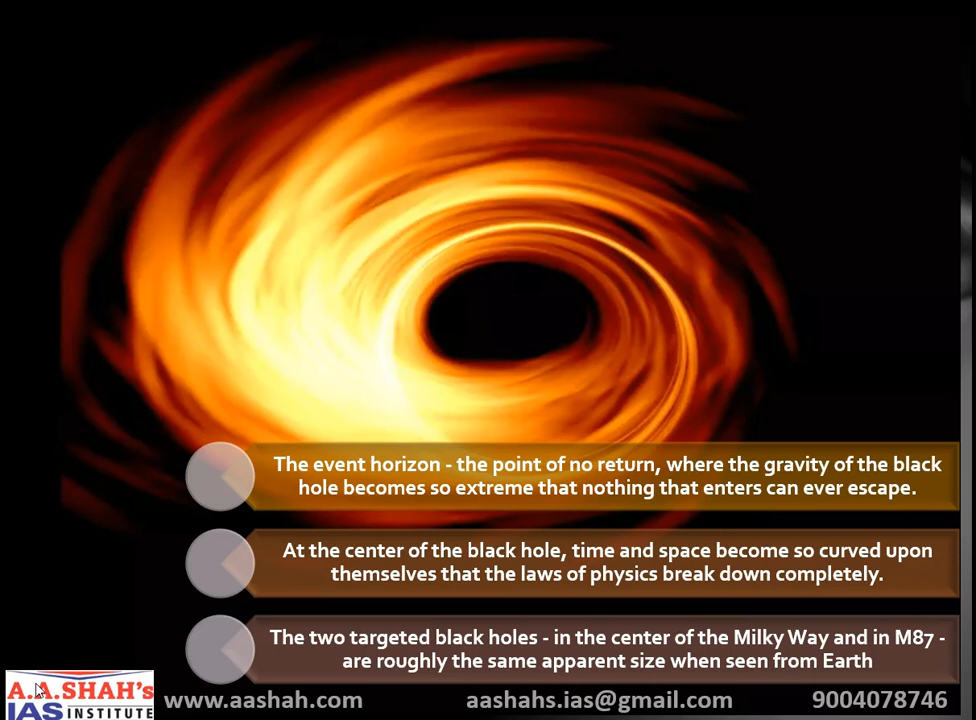 The event horizon - the point of no return, where the gravity of the black
hole becomes so extreme that nothing that enters can ever escape.
At the center of the black hole, time and space become so curved upon
themselves that the laws of physics break down completely.
The two targeted black holes - in the center of the Milky Way and in M87 -
are roughly the same apparent size when seen from Earth
A.A.SHAH's
IAS INSTITUTE
www.aashah.com
aashahs.ias@gmail.com
9004078746